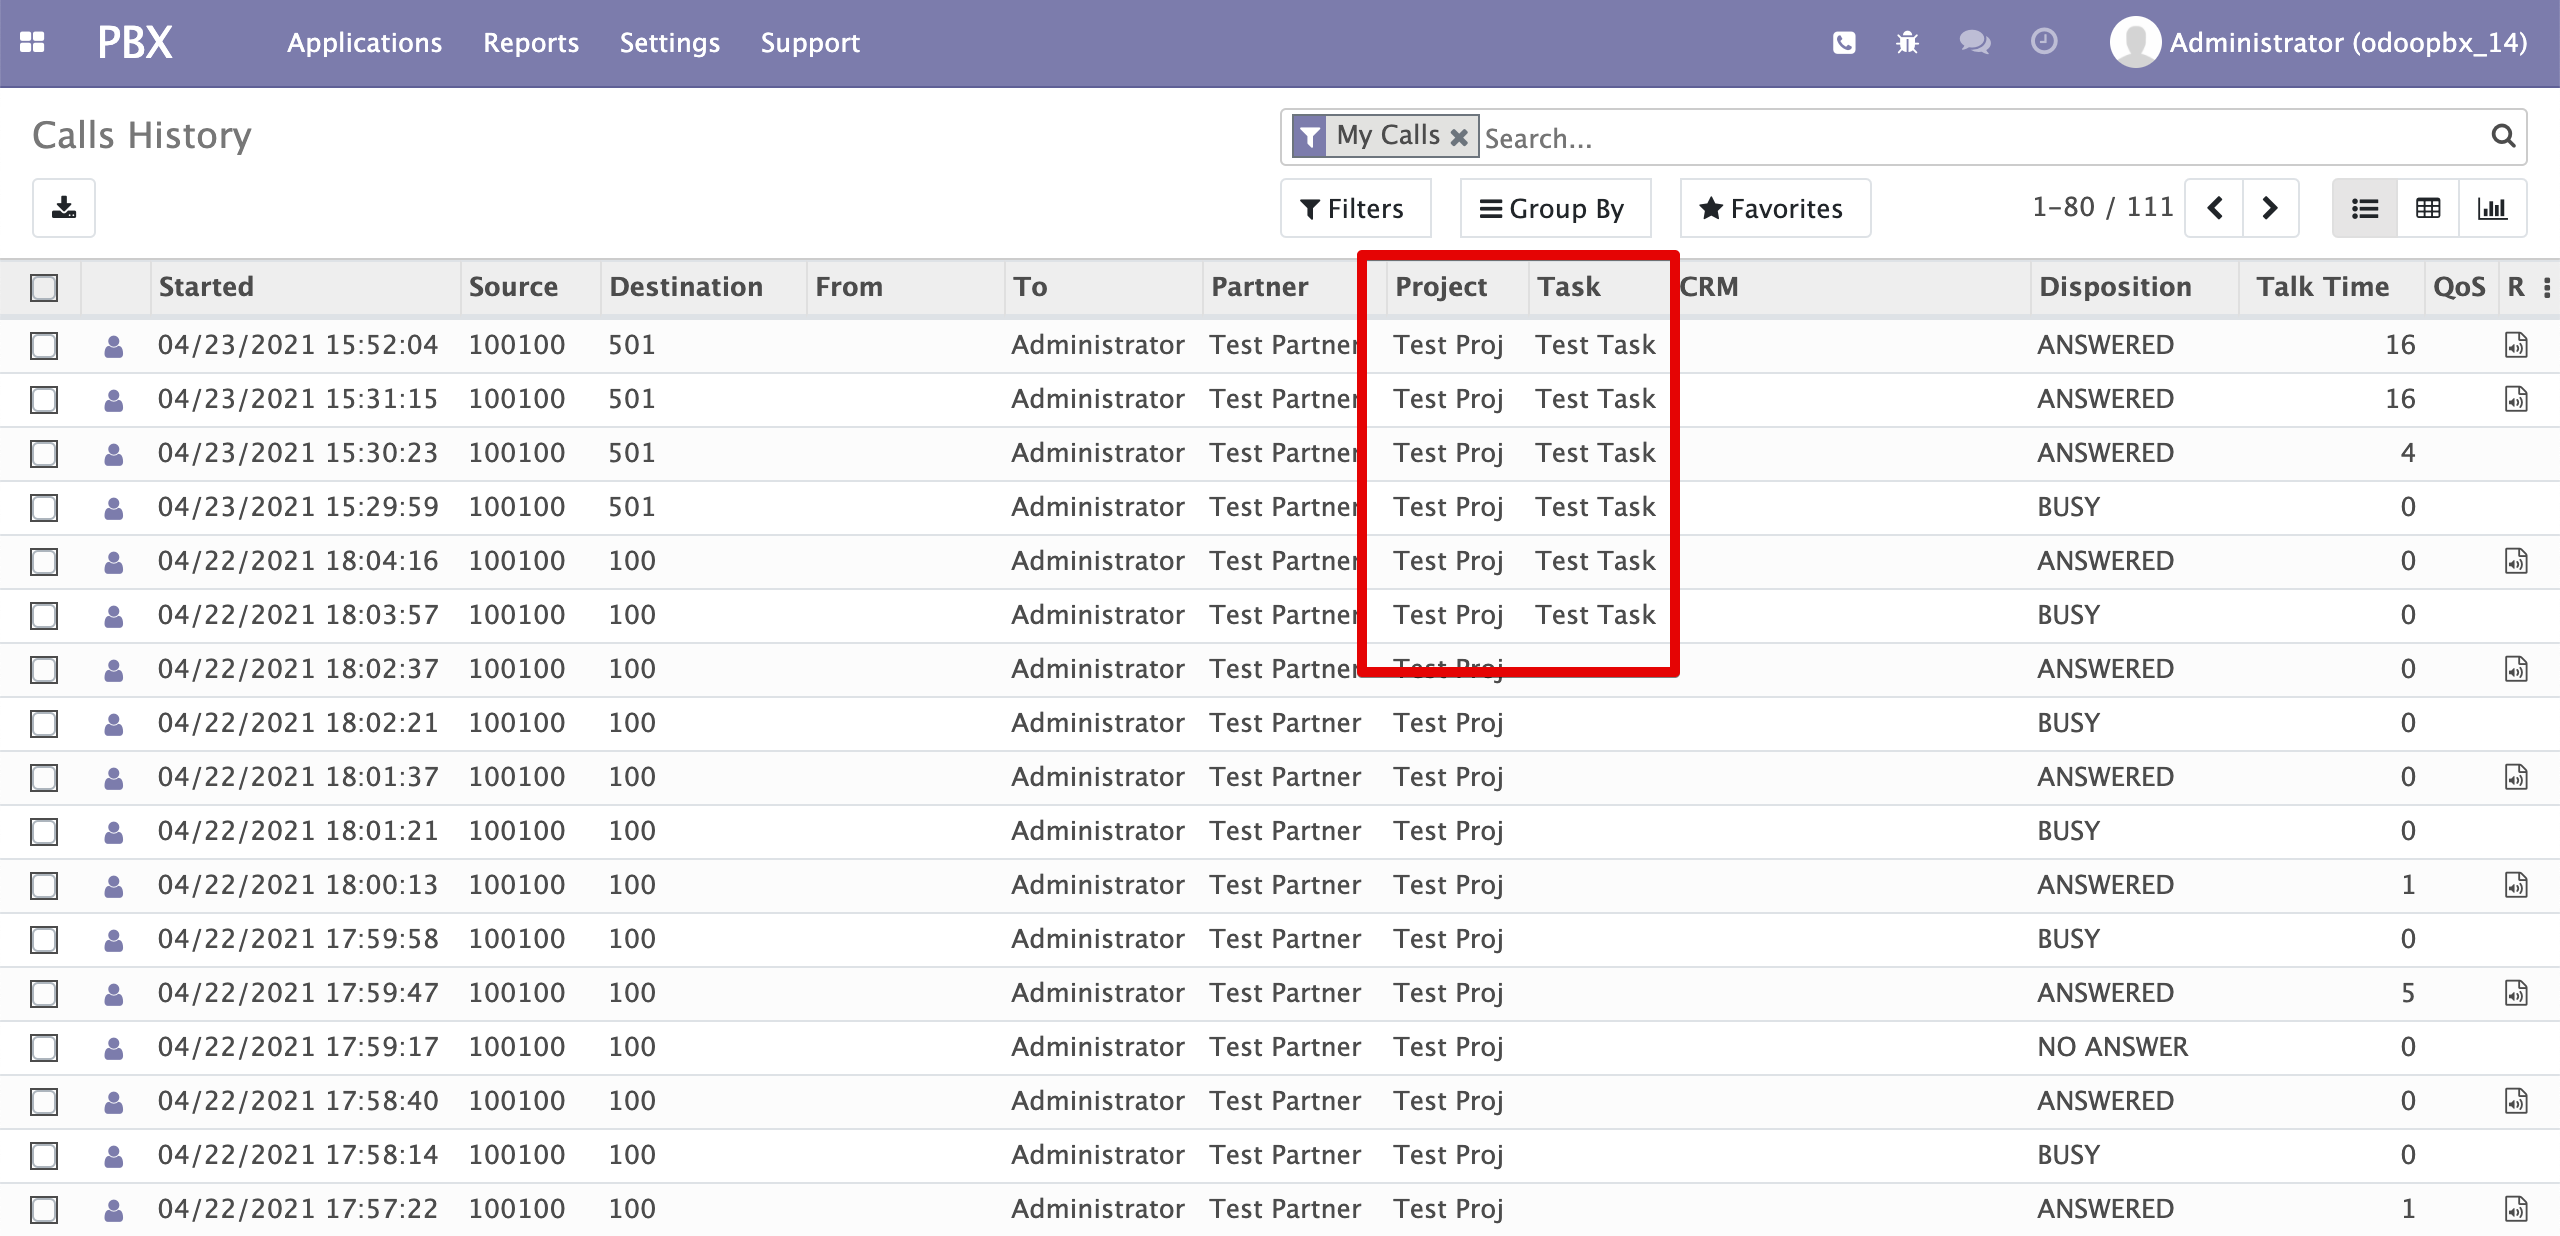 PBX Applications Reports Settings Support Administrator (odoopbx_14)
Calls History My Calls Search...
Filters Group By Favorites 1-80 / 111
Started Source Destination From To Partner Project Task CRM Disposition Talk Time QoS R
04/23/2021 15:52:04 100100 501 Administrator Test Partner Test Proj Test Task ANSWERED 16
04/23/2021 15:31:15 100100 501 Administrator Test Partner Test Proj Test Task ANSWERED 16
04/23/2021 15:30:23 100100 501 Administrator Test Partner Test Proj Test Task ANSWERED 4
04/23/2021 15:29:59 100100 501 Administrator Test Partner Test Proj Test Task BUSY 0
04/22/2021 18:04:16 100100 100 Administrator Test Partner Test Proj Test Task ANSWERED 0
04/22/2021 18:03:57 100100 100 Administrator Test Partner Test Proj Test Task BUSY 0
04/22/2021 18:02:37 100100 100 Administrator Test Partner Test Proj ANSWERED 0
04/22/2021 18:02:21 100100 100 Administrator Test Partner Test Proj BUSY 0
04/22/2021 18:01:37 100100 100 Administrator Test Partner Test Proj ANSWERED 0
04/22/2021 18:01:21 100100 100 Administrator Test Partner Test Proj BUSY 0
04/22/2021 18:00:13 100100 100 Administrator Test Partner Test Proj ANSWERED 1
04/22/2021 17:59:58 100100 100 Administrator Test Partner Test Proj BUSY 0
04/22/2021 17:59:47 100100 100 Administrator Test Partner Test Proj ANSWERED 5
04/22/2021 17:59:17 100100 100 Administrator Test Partner Test Proj NO ANSWER 0
04/22/2021 17:58:40 100100 100 Administrator Test Partner Test Proj ANSWERED 0
04/22/2021 17:58:14 100100 100 Administrator Test Partner Test Proj BUSY 0
04/22/2021 17:57:22 100100 100 Administrator Test Partner Test Proj ANSWERED 1